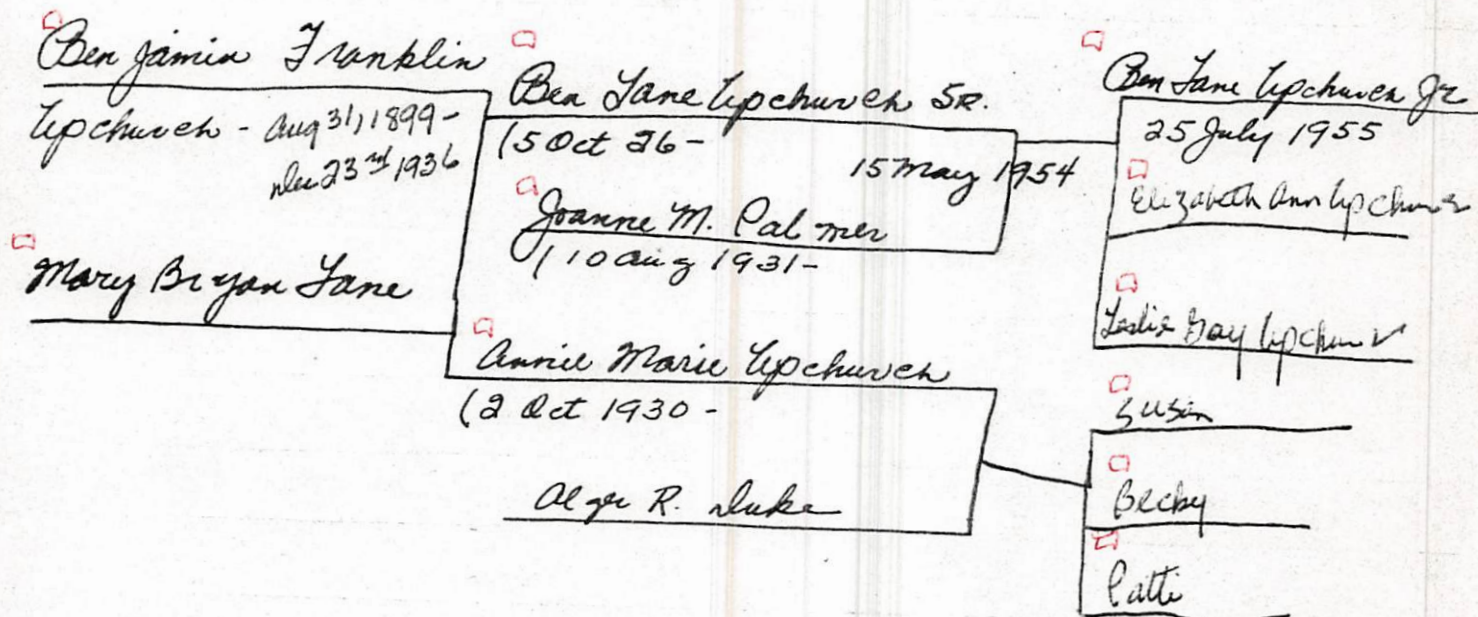 Benjamin Franklin
Upchurch - Aug 31, 1899-
Dec 23rd 1936
Mary Bryan Lane
Ben Lane Upchurch SR.
(5 Oct 26-
15 May 1954
Joanne M. Palmer
(10 Aug 1931-
Annie Marie Upchurch
(2 Oct 1930 -
Alger R. Duke
Ben Lane Upchurch Jr
25 July 1955
Elizabeth Ann Upchurch
Leslie Gay Upchurch
Susan
Becky
Patti